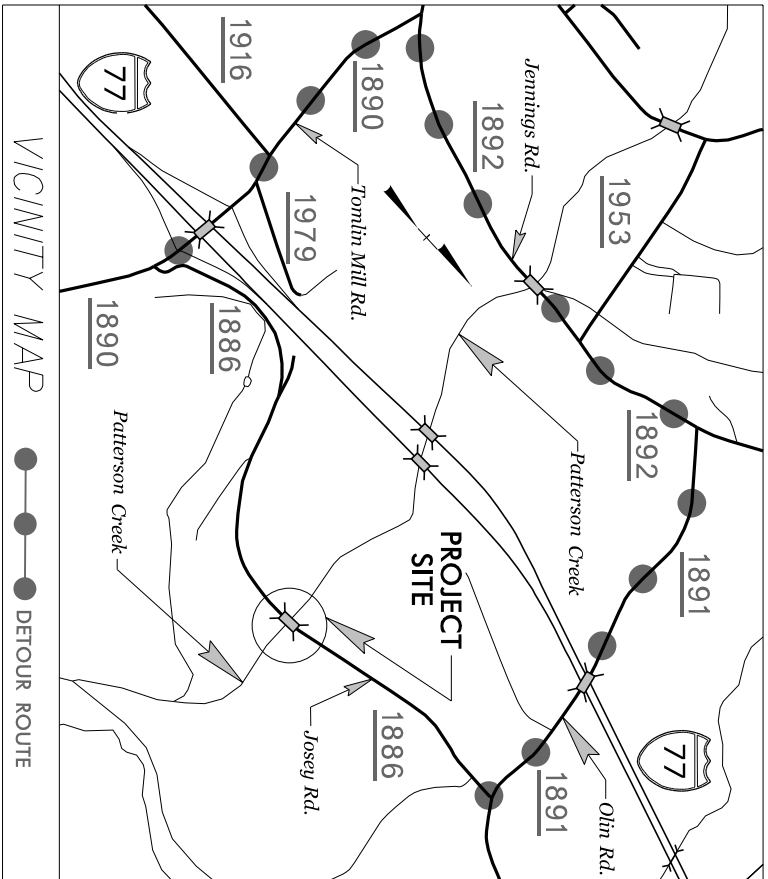 77
1916
1890
1892
Jennings Rd.
1953
1979
Tomlin Mill Rd.
1890
1886
Patterson Creek
Patterson Creek
1892
1891
PROJECT
SITE
1886
Josey Rd.
1891
Olin Rd.
77
VICINITY MAP
DETOUR ROUTE